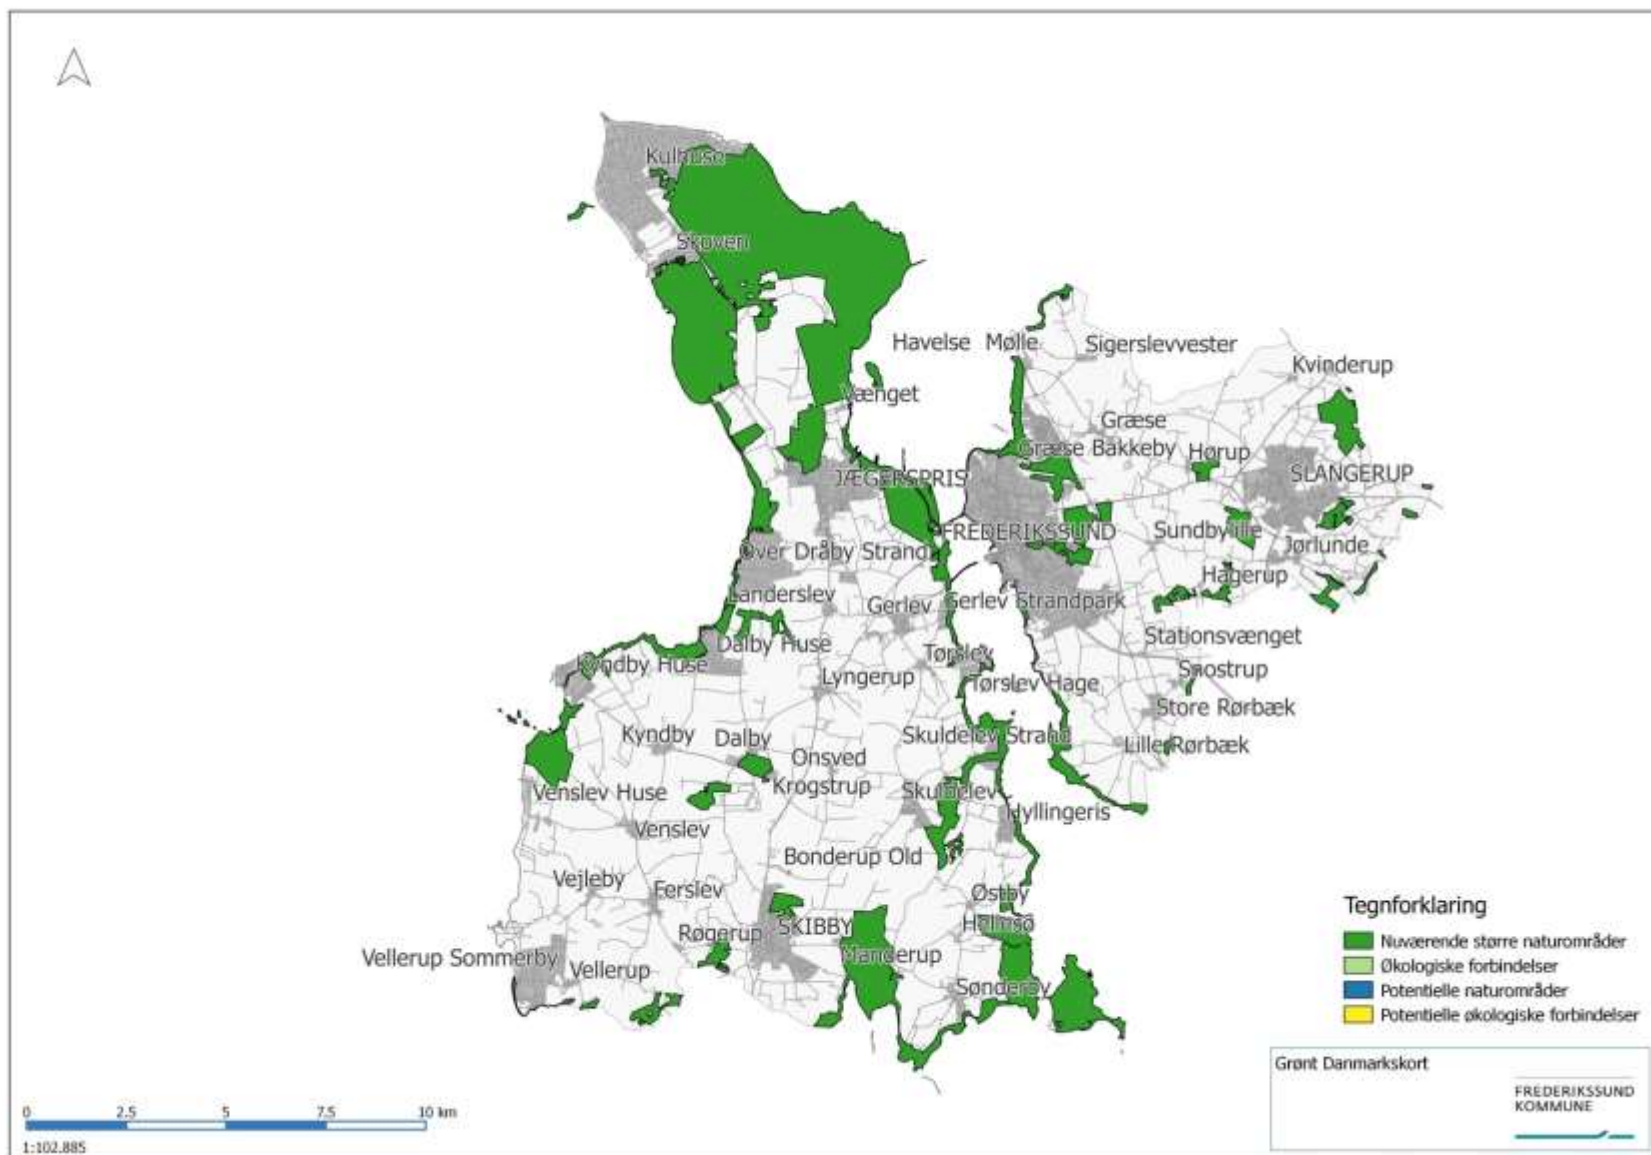 Kulhuse
Skoven
Havelse Mølle
Sigerslevvester
Kvinderup
Vænget
Græse
Græse Bakkeby
Hørup
JÆGERSPRIS
SLANGERUP
FREDERIKSSUND
Sundbylille
Over Dråby Strand
Jørlunde
Hagerup
Landerslev
Gerlev
Gerlev Strandpark
Stationsvænget
Dalby Huse
Tørslev
Kyndby Huse
Snostrup
Lyngerup
Tørslev Hage
Store Rørbæk
Kyndby
Dalby
Skuldelev Strand
Lille Rørbæk
Onsved
Venslev Huse
Krogstrup
Skuldelev
Hyllingeris
Venslev
Bonderup Old
Vejleby
Ferslev
Østby
Røgerup
SKIBBY
Hellesø
Vellerup Sommerby
Vellerup
Manderup
Sønderby
Tegnforklaring
Nuværende større naturområder
Økologiske forbindelser
Potentielle naturområder
Potentielle økologiske forbindelser
Grønt Danmarkskort
FREDERIKSSUND
KOMMUNE
0 2.5 5 7.5 10 km
1:102.885